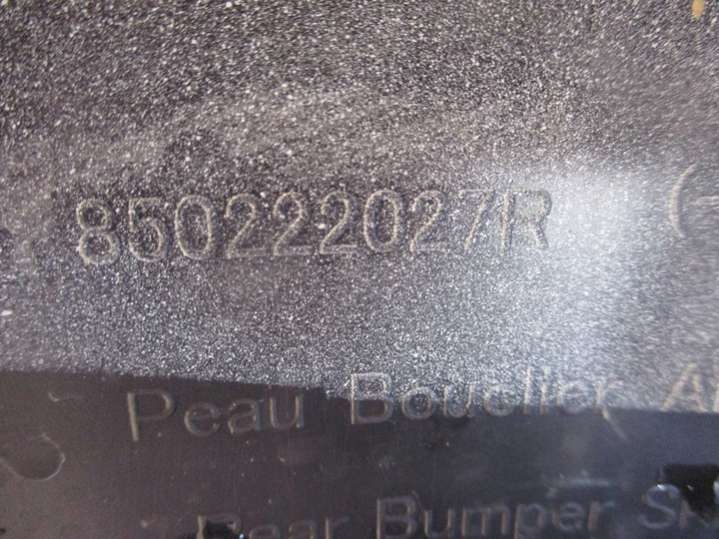 850222027R (-
Peau Bouclier
Rear Bumper